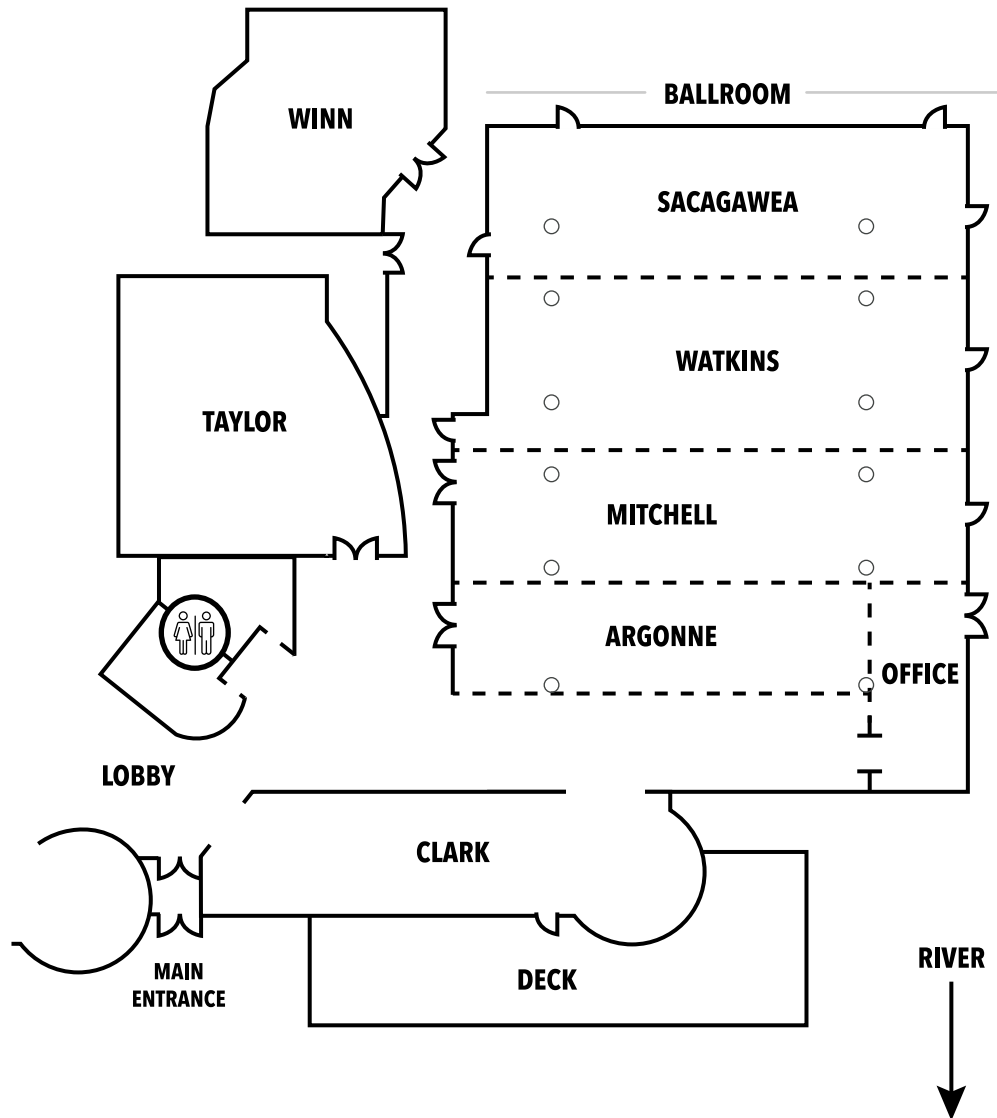 BALLROOM
WINN
SACAGAWEA
WATKINS
TAYLOR
MITCHELL
ARGONNE
OFFICE
LOBBY
CLARK
RIVER
MAIN
ENTRANCE
DECK